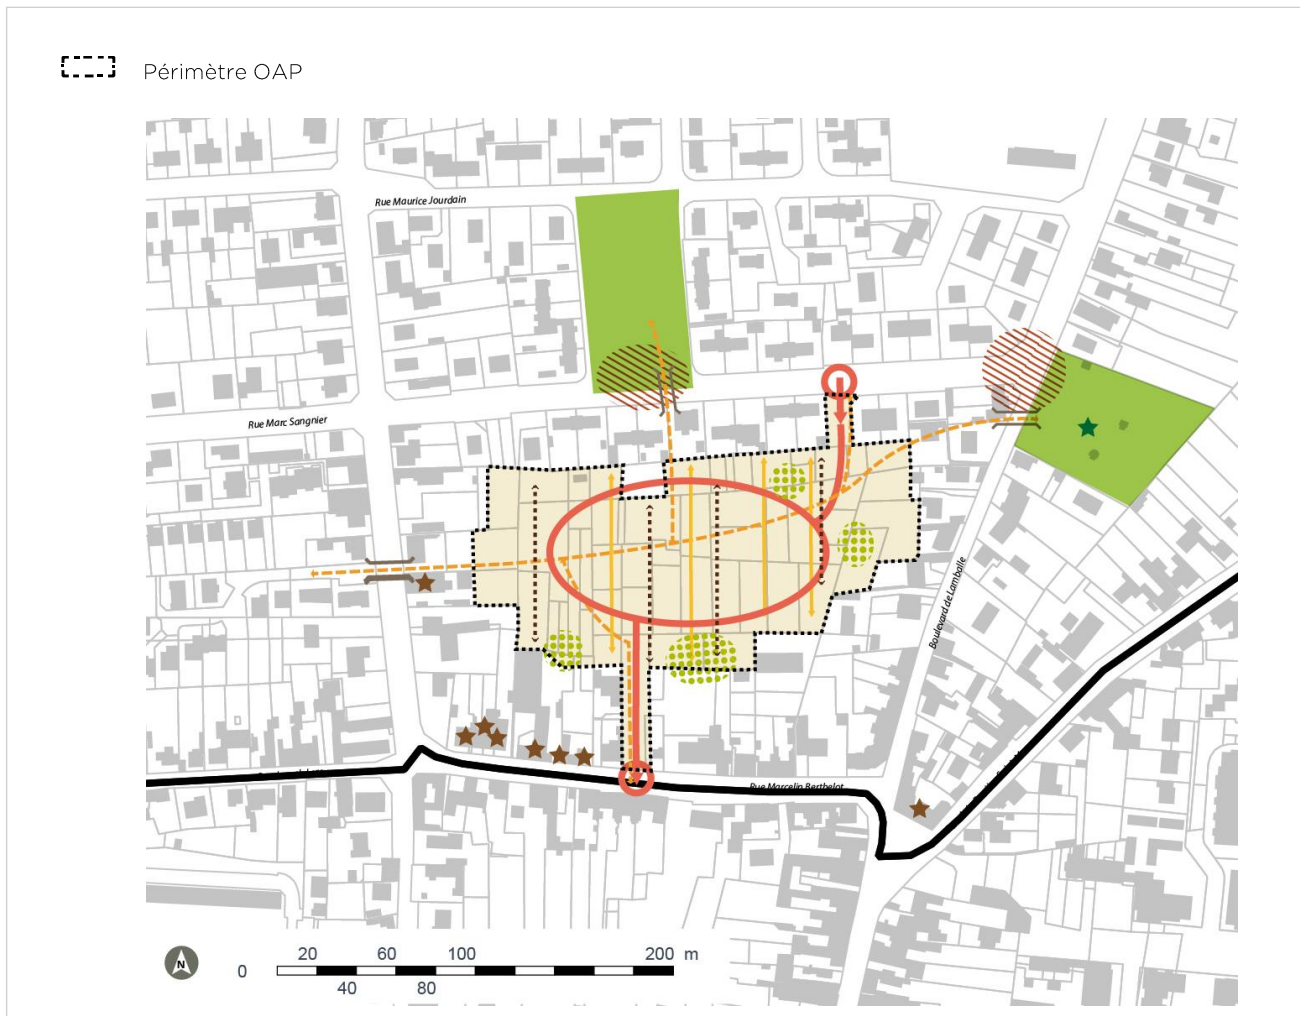 Périmètre OAP
Rue Maurice Jourdain
Rue Marc Sangnier
Boulevard de Lamballe
Rue Marcelin Berthelot
N
20 60 100 200 m
0
40 80